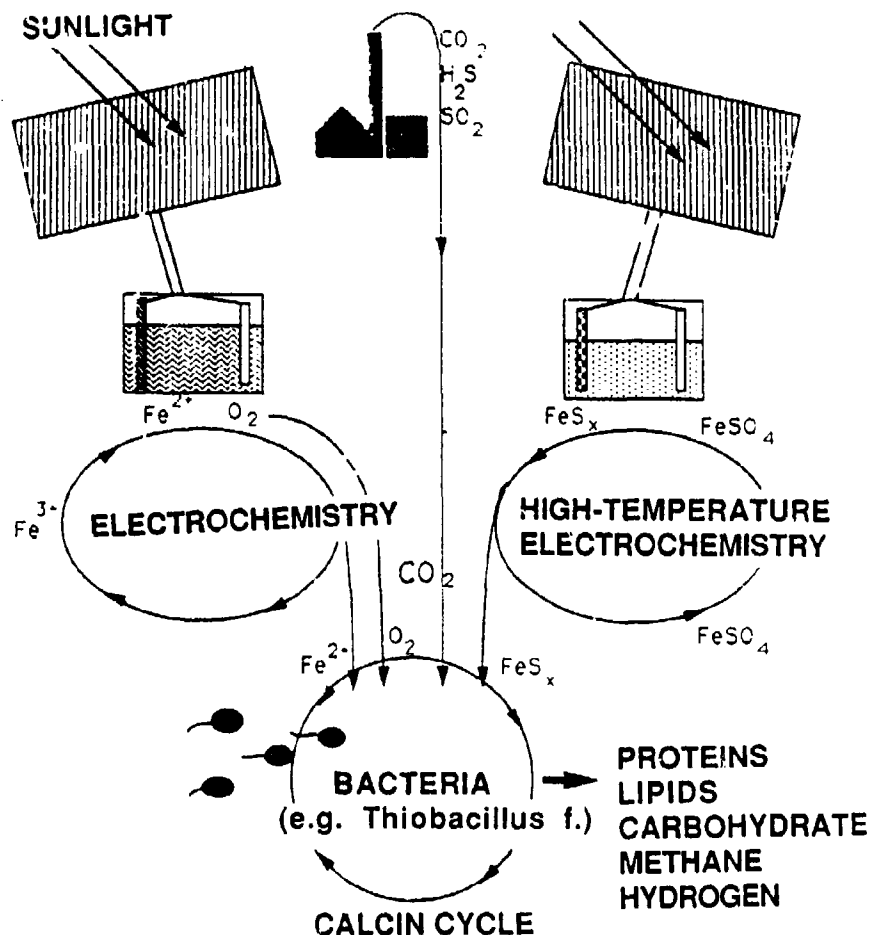 SUNLIGHT
CO2
H2S
SO2
Fe2+
O2
FeSx
FeSO4
Fe3+
ELECTROCHEMISTRY
HIGH-TEMPERATURE
ELECTROCHEMISTRY
CO2
FeSO4
Fe2+
O2
FeSx
BACTERIA
(e.g. Thiobacillus f.)
PROTEINS
LIPIDS
CARBOHYDRATE
METHANE
HYDROGEN
CALCIN CYCLE